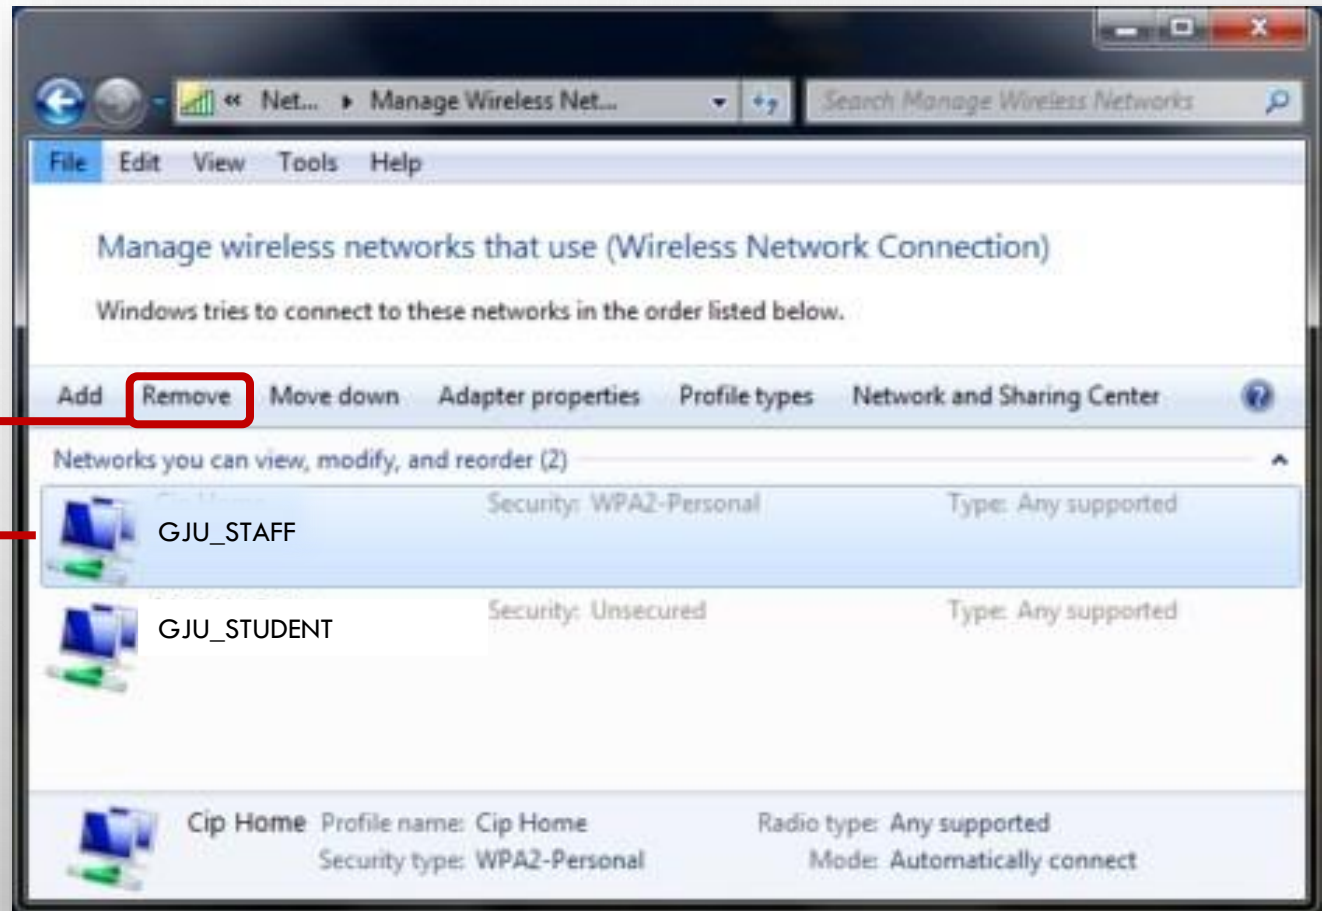 « Net... ▸ Manage Wireless Net... Search Manage Wireless Networks
File Edit View Tools Help
Manage wireless networks that use (Wireless Network Connection)
Windows tries to connect to these networks in the order listed below.
Add Remove Move down Adapter properties Profile types Network and Sharing Center
Networks you can view, modify, and reorder (2)
Security: WPA2-Personal Type: Any supported
GJU_STAFF
Security: Unsecured Type: Any supported
GJU_STUDENT
Cip Home Profile name: Cip Home Radio type: Any supported
Security type: WPA2-Personal Mode: Automatically connect